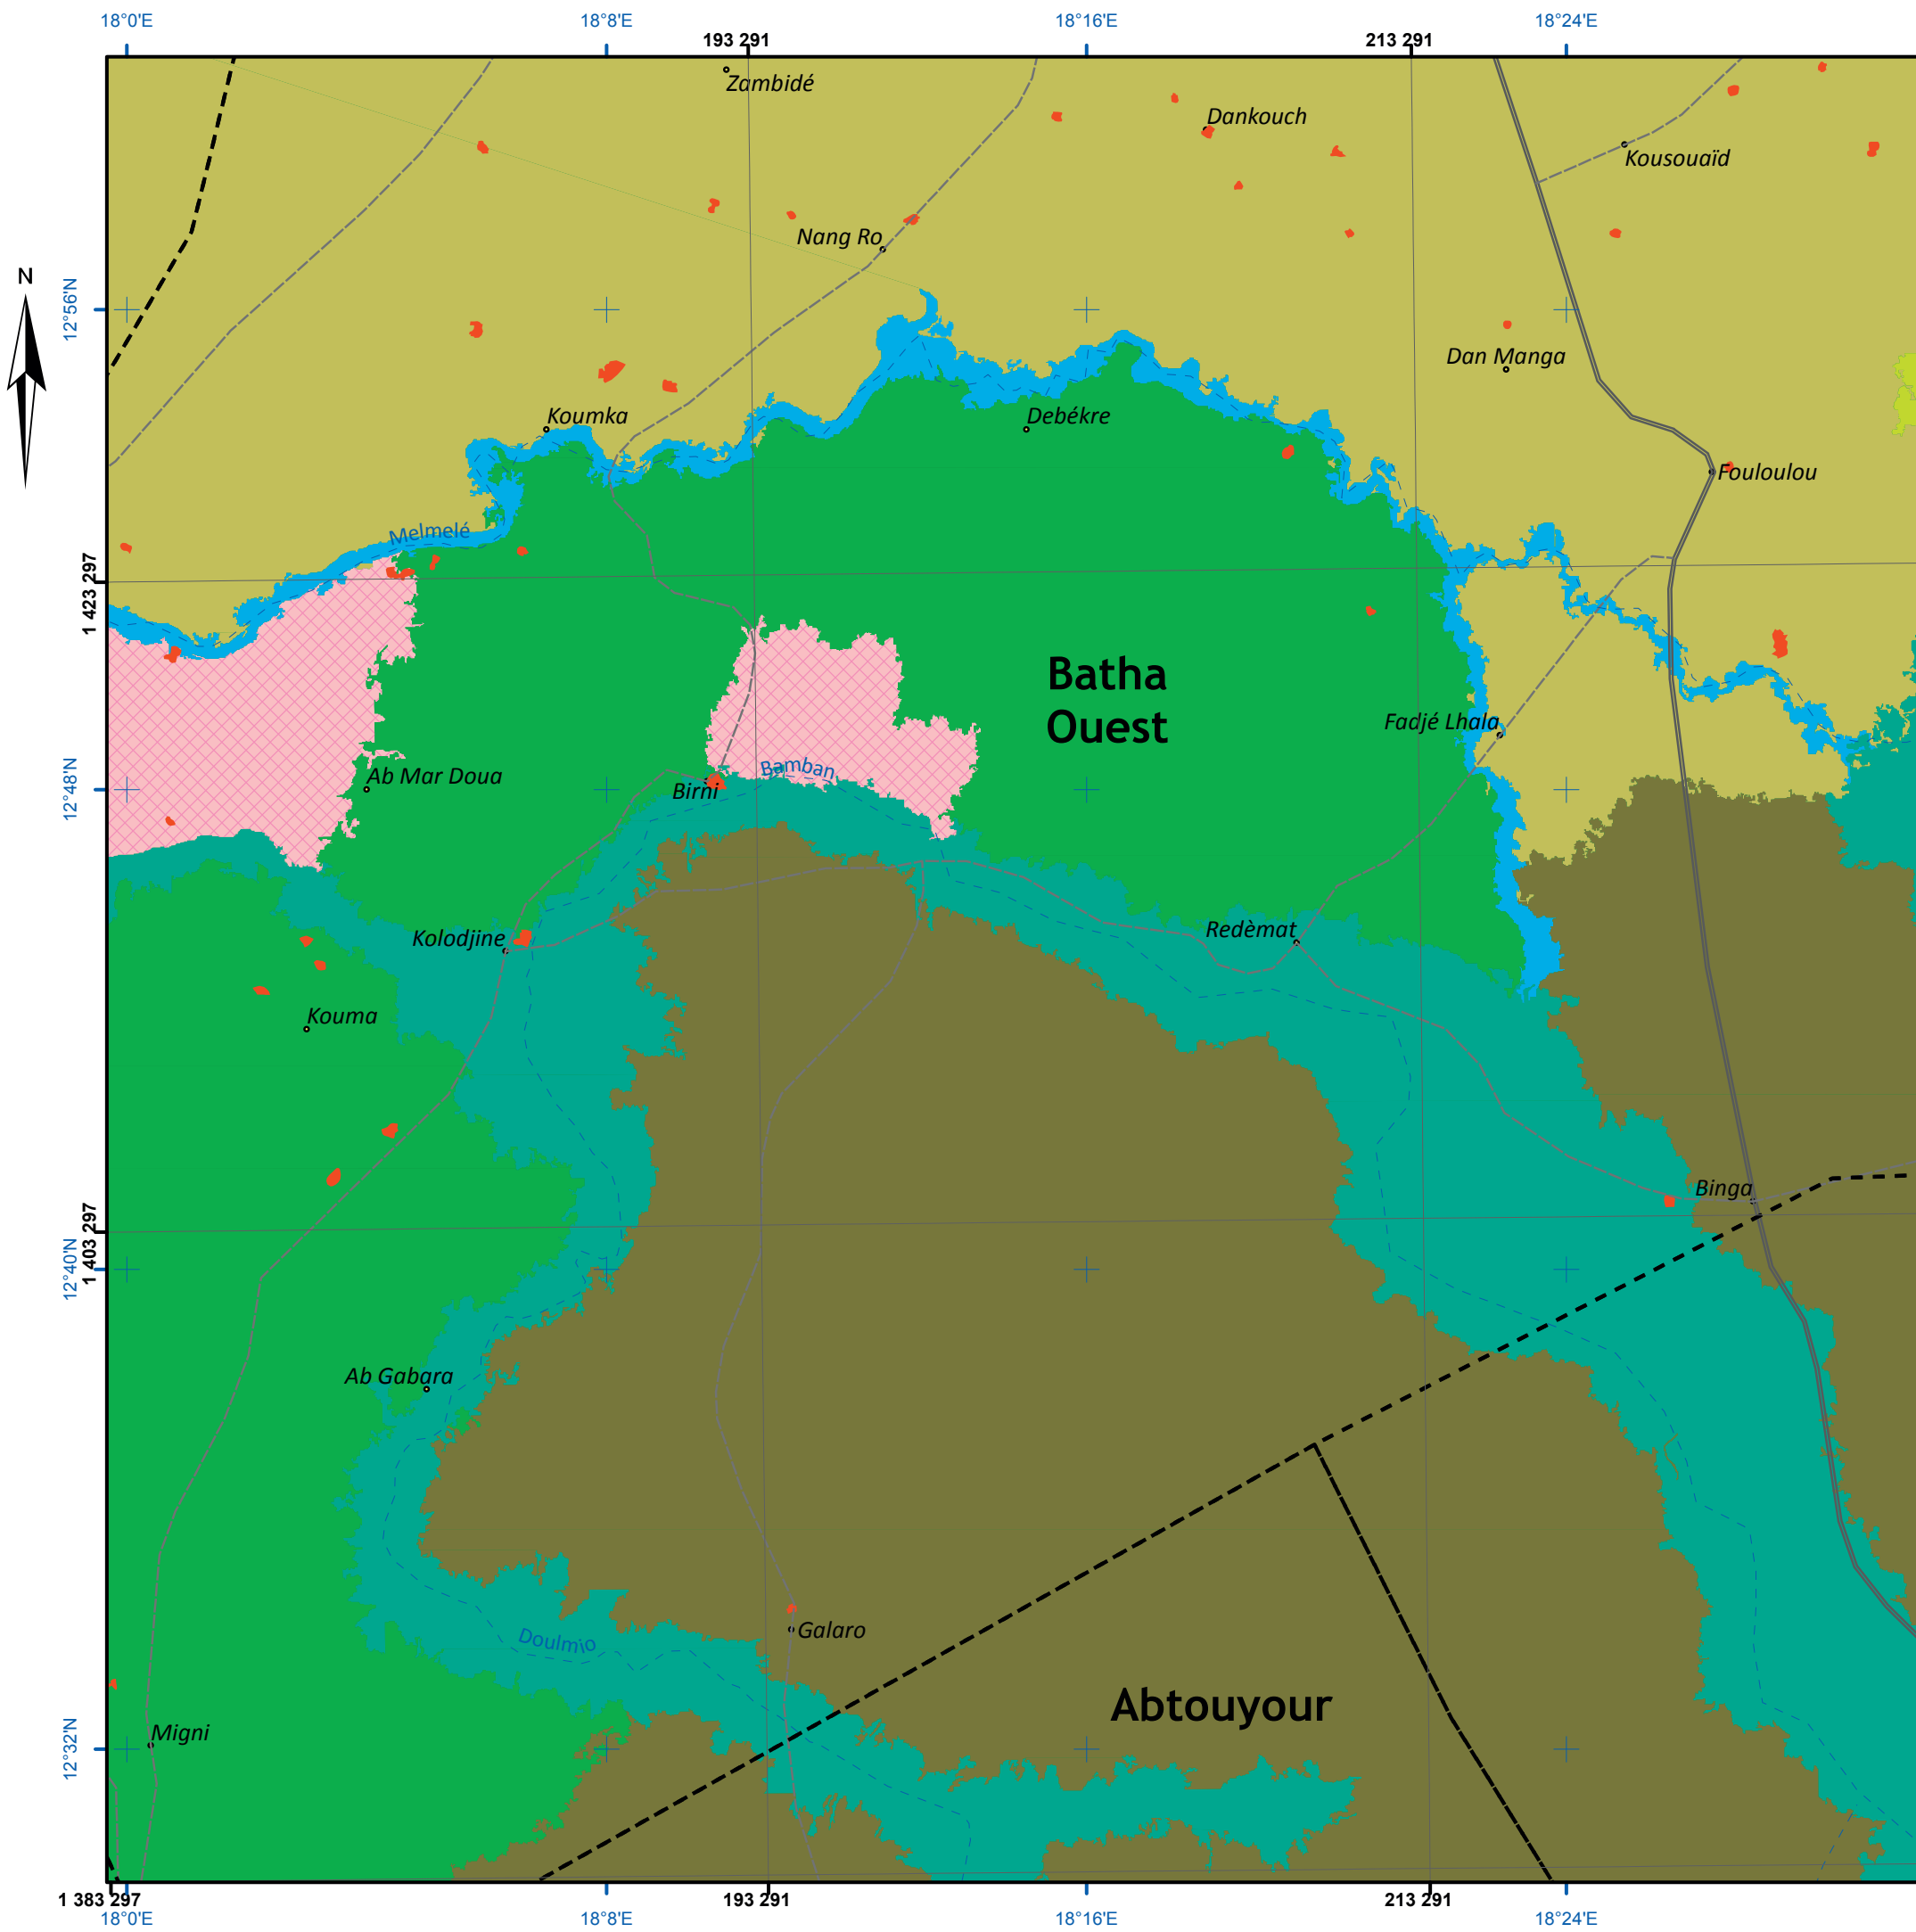 18°0'E 18°8'E 18°16'E 18°24'E
193 291 213 291
Zambidé
Dankouch
Kousouaïd
Nang Ro
N
12°56'N
Dan Manga
Koumka
Debékre
Fouloulou
Melmelé
1 423 297
Batha
Ouest
Fadjé Lhala
Bamban
Ab Mar Doua
12°48'N
Birni
Redèmat
Kolodjine
Kouma
Binga
1 403 297
12°40'N
Ab Gabara
Galaro
Doulmio
Abtouyour
Migni
12°32'N
1 383 297 193 291 213 291
18°0'E 18°8'E 18°16'E 18°24'E